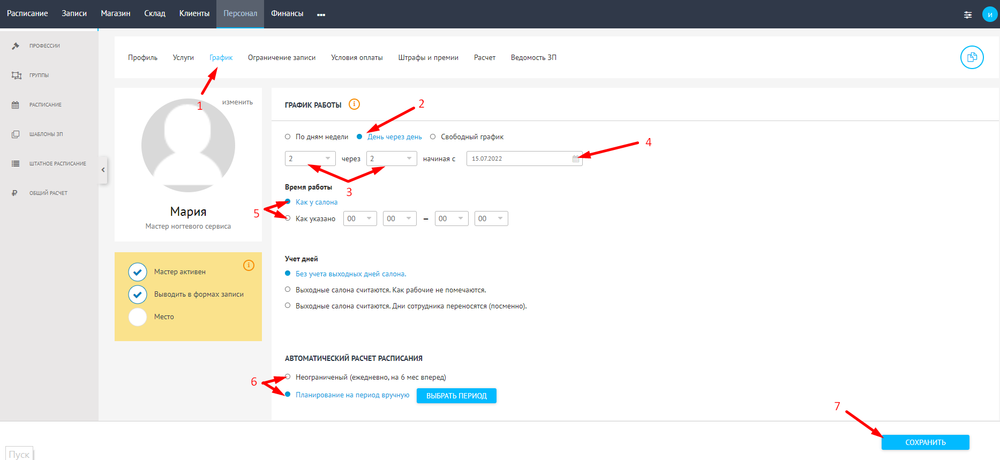 Расписание Записи Магазин Склад Клиенты Персонал Финансы ...
и
ПРОФЕССИИ
ГРУППЫ
РАСПИСАНИЕ
ШАБЛОНЫ ЗП
ШТАТНОЕ РАСПИСАНИЕ
ОБЩИЙ РАСЧЕТ
Профиль Услуги График Ограничение записи Условия оплаты Штрафы и премии Расчет Ведомость ЗП
1
изменить
Мария
Мастер ногтевого сервиса
Мастер активен
Выводить в формах записи
Место
ГРАФИК РАБОТЫ
2
По дням недели День через день Свободный график
4
2 через 2 начиная с 15.07.2022
3
Время работы
Как у салона
5
Как указано 00 00 – 00 00
Учет дней
Без учета выходных дней салона.
Выходные салона считаются. Как рабочие не помечаются.
Выходные салона считаются. Дни сотрудника переносятся (посменно).
АВТОМАТИЧЕСКИЙ РАСЧЕТ РАСПИСАНИЯ
Неограниченый (ежедневно, на 6 мес вперед)
6
Планирование на период вручную ВЫБРАТЬ ПЕРИОД
7
СОХРАНИТЬ
Пуск